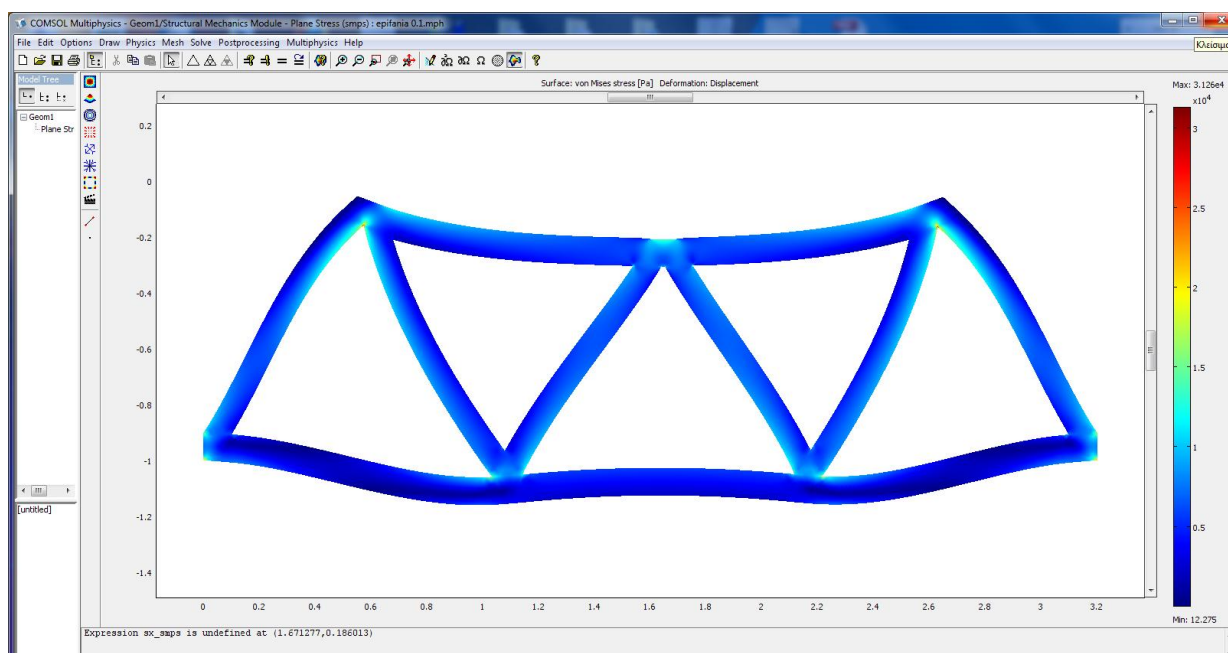 COMSOL Multiphysics - Geom1/Structural Mechanics Module - Plane Stress (smps) : epifania 0.1.mph
File Edit Options Draw Physics Mesh Solve Postprocessing Multiphysics Help
Κλείσιμο
Model Tree
Geom1
Plane Str
[untitled]
Surface: von Mises stress [Pa] Deformation: Displacement
0.2
0
-0.2
-0.4
-0.6
-0.8
-1
-1.2
-1.4
0 0.2 0.4 0.6 0.8 1 1.2 1.4 1.6 1.8 2 2.2 2.4 2.6 2.8 3 3.2
Max: 3.126e4
×10⁴
3
2.5
2
1.5
1
0.5
Min: 12.275
Expression sx_smps is undefined at (1.671277,0.186013)